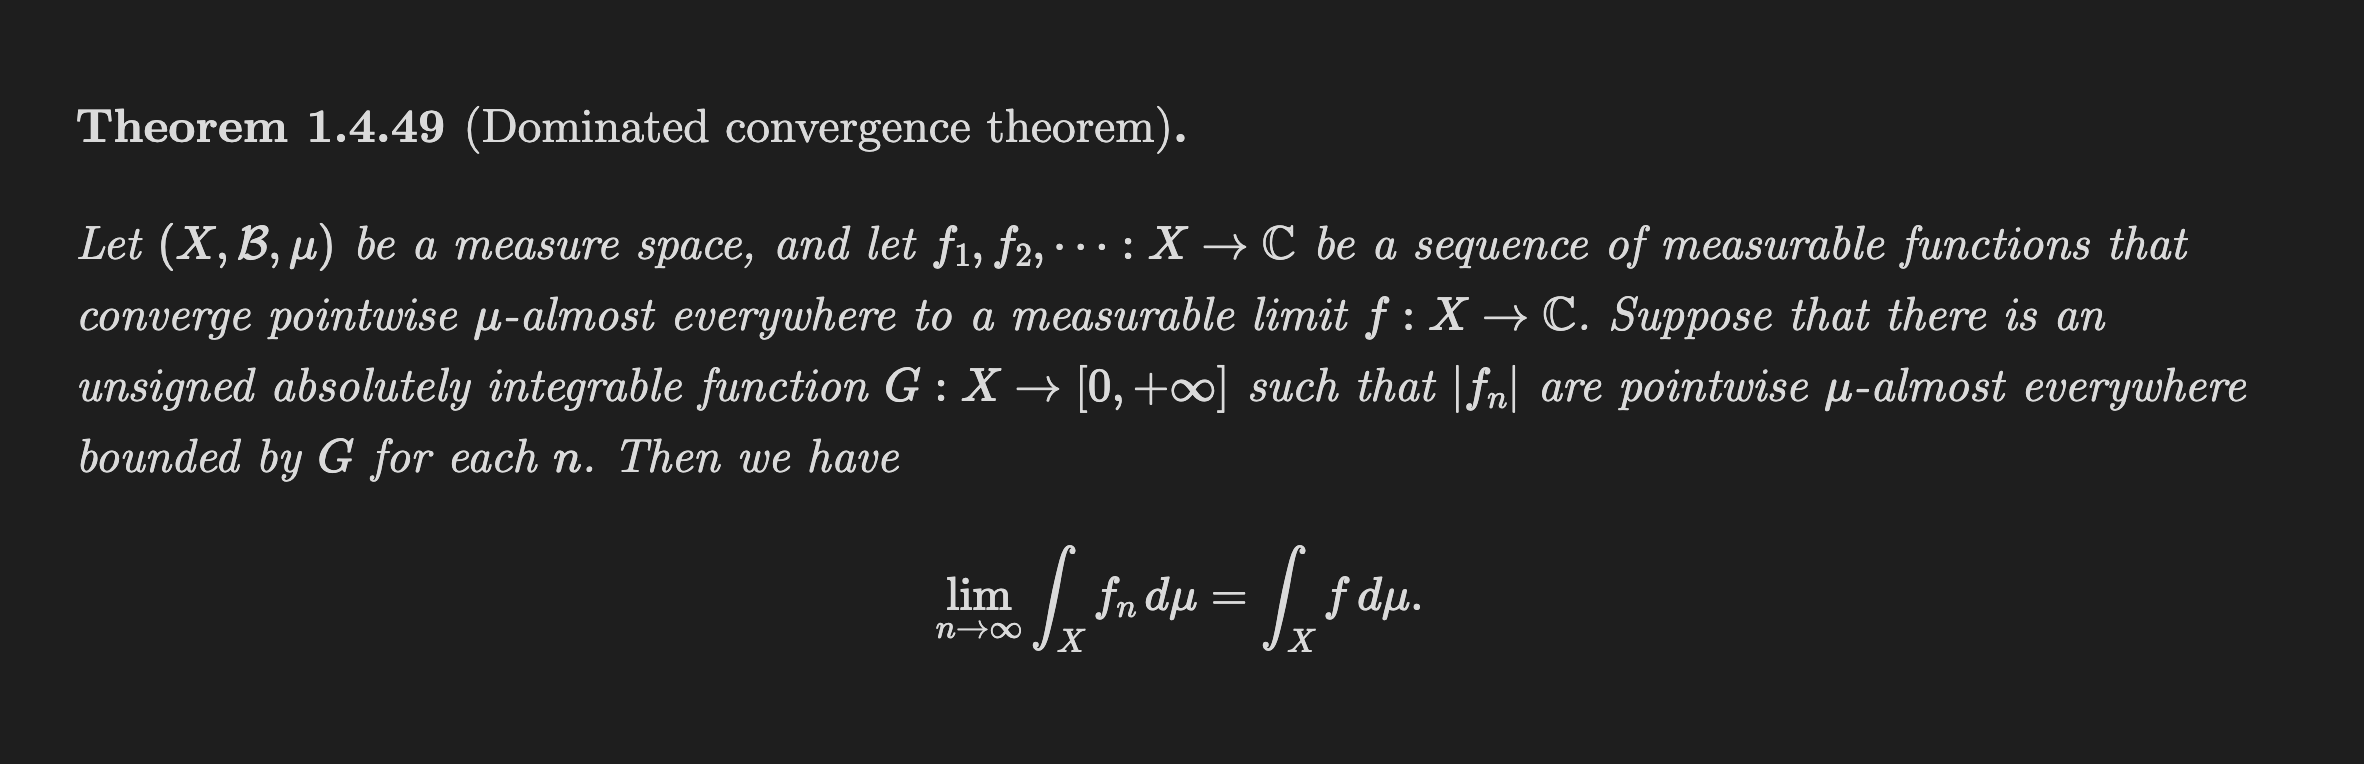 Theorem 1.4.49 (Dominated convergence theorem).
Let (X, ℬ, μ) be a measure space, and let f₁, f₂, ⋯ : X → ℂ be a sequence of measurable functions that
converge pointwise μ-almost everywhere to a measurable limit f : X → ℂ. Suppose that there is an
unsigned absolutely integrable function G : X → [0, +∞] such that |fₙ| are pointwise μ-almost everywhere
bounded by G for each n. Then we have
lim_{n→∞} ∫_X fₙ dμ = ∫_X f dμ.